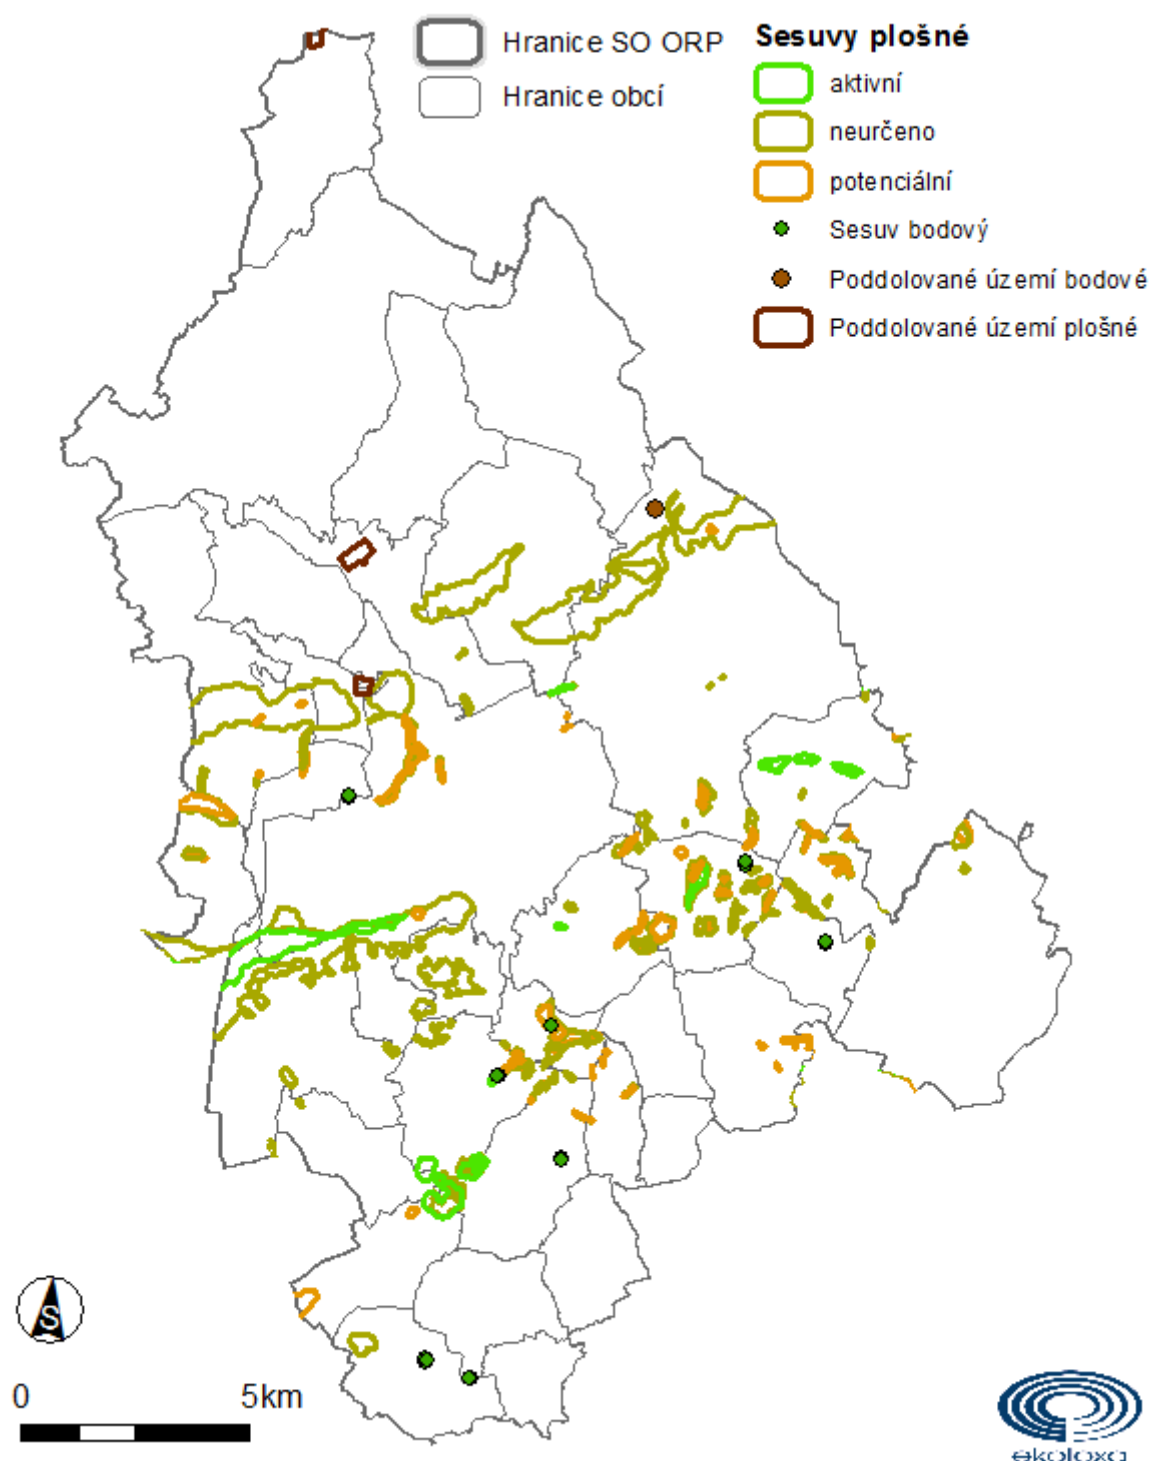 Hranice SO ORP
Hranice obcí
Sesuvy plošné
aktivní
neurčeno
potenciální
Sesuv bodový
Poddolované území bodové
Poddolované území plošné
S
0 5km
ekoloxa